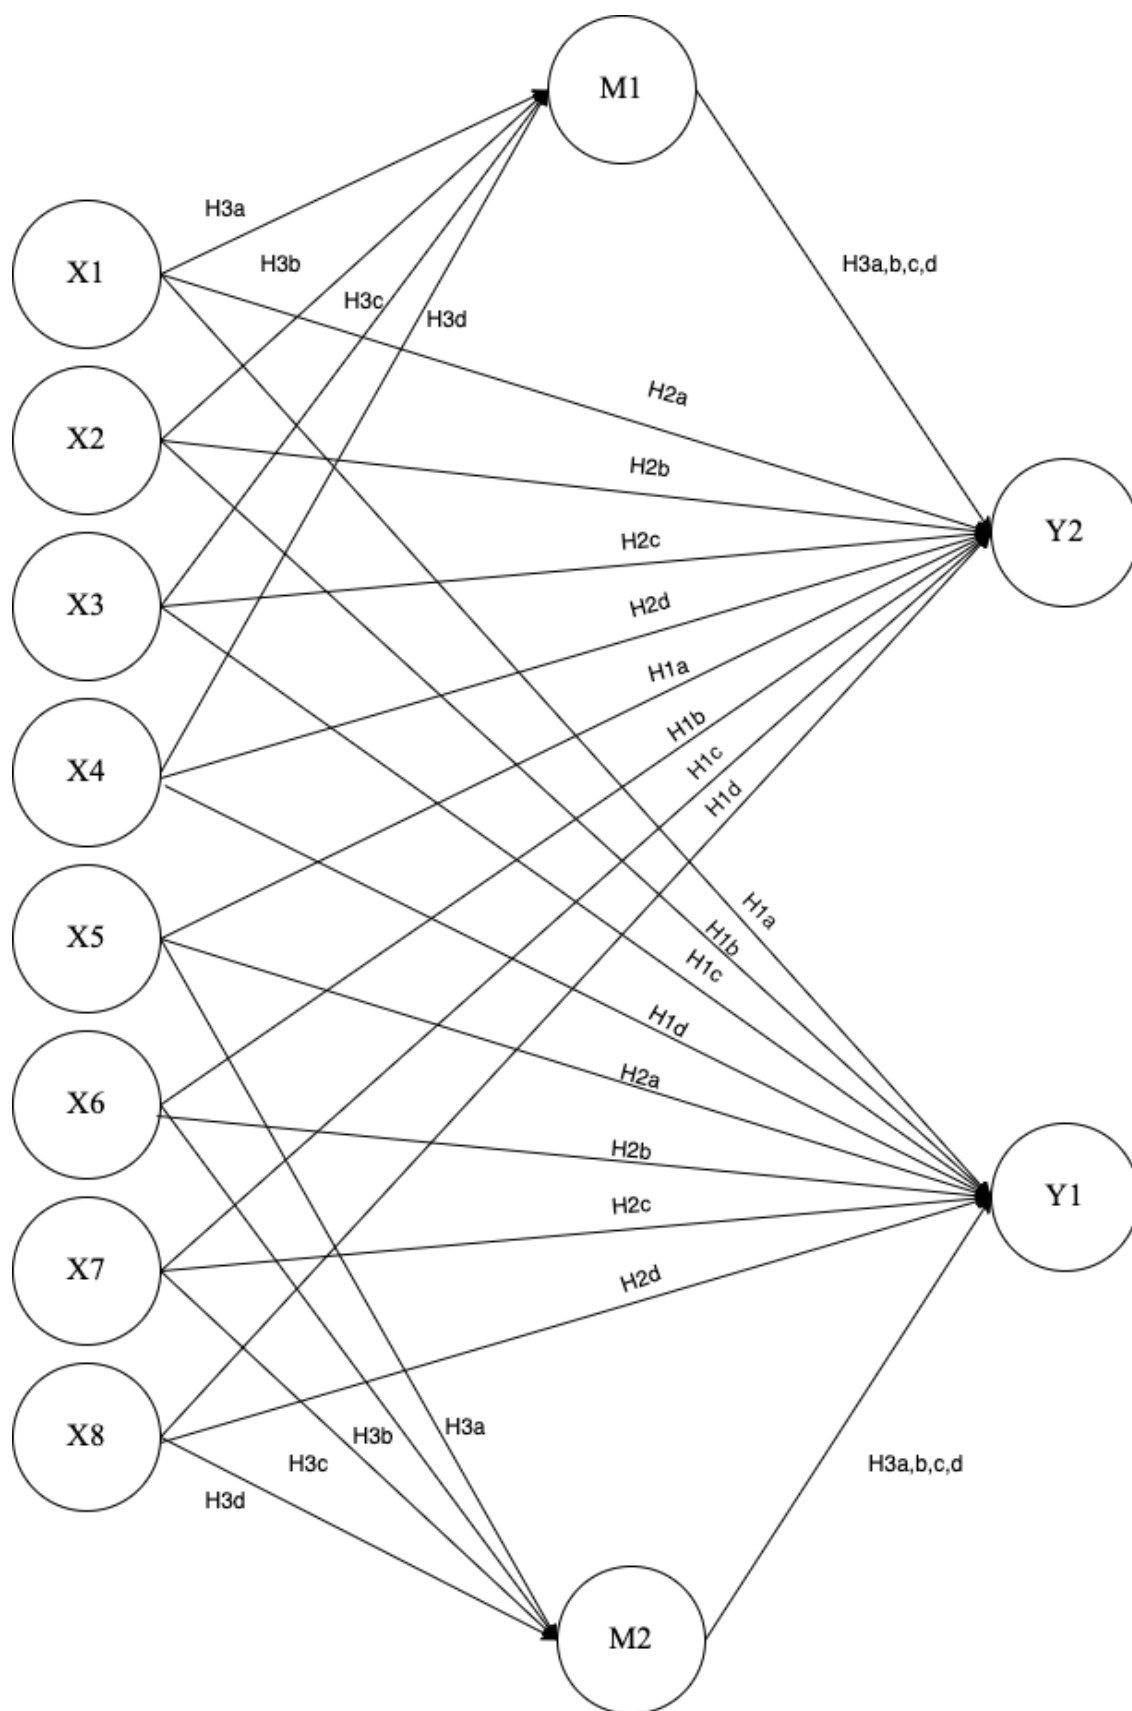 M1
H3a
X1
H3b
H3a,b,c,d
H3c
H3d
H2a
X2
H2b
Y2
H2c
X3
H2d
H1a
H1b
X4
H1c
H1d
H1a
X5
H1b
H1c
H1d
H2a
X6
H2b
Y1
H2c
X7
H2d
X8
H3a
H3b
H3c
H3a,b,c,d
H3d
M2